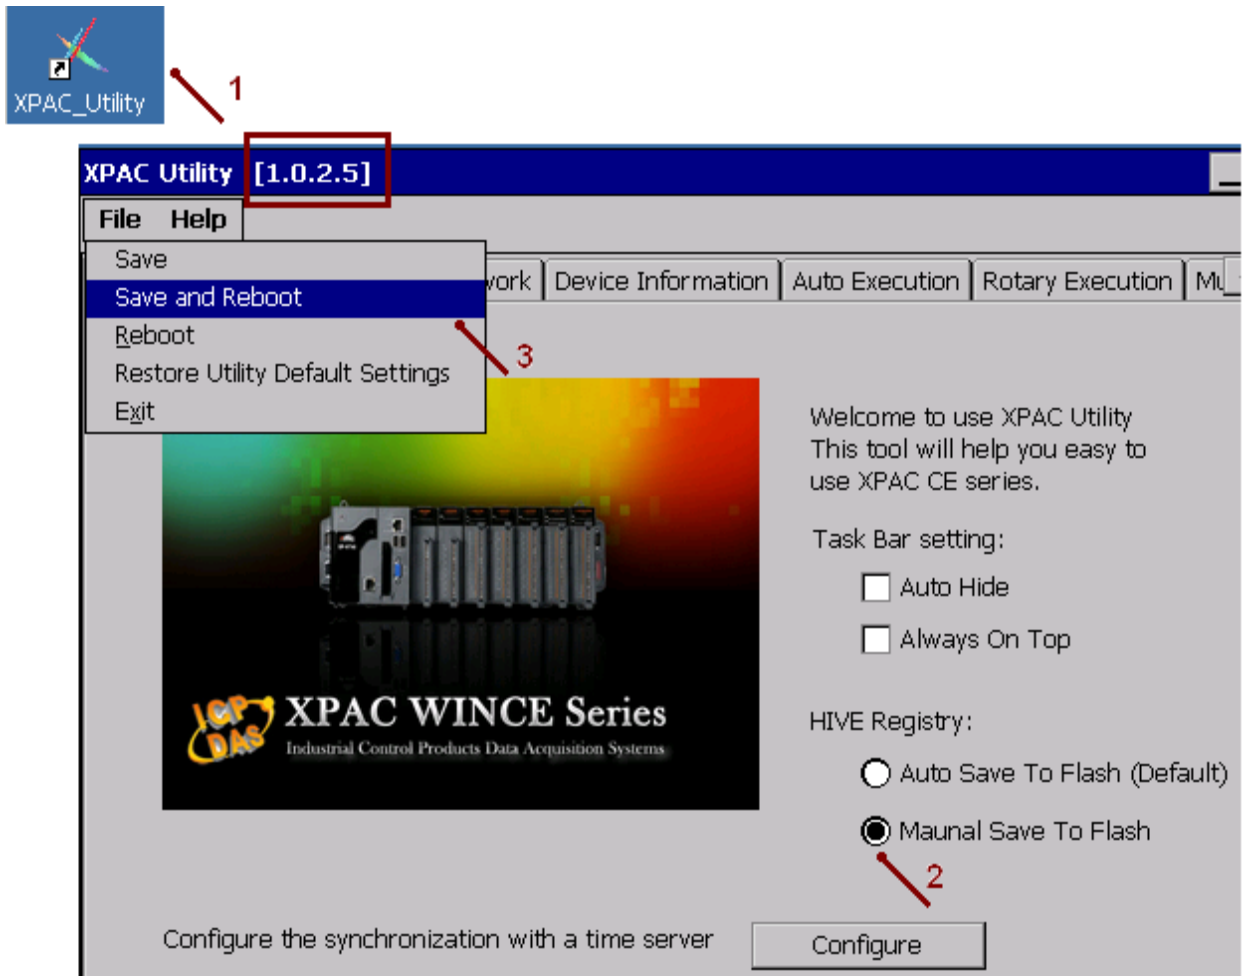 XPAC_Utility
1
XPAC Utility [1.0.2.5]
File Help
Save
Save and Reboot
Reboot
Restore Utility Default Settings
Exit
Device Information Auto Execution Rotary Execution
3
Welcome to use XPAC Utility
This tool will help you easy to
use XPAC CE series.
Task Bar setting:
Auto Hide
Always On Top
ICP DAS
XPAC WINCE Series
Industrial Control Products Data Acquisition Systems
HIVE Registry:
Auto Save To Flash (Default)
Maunal Save To Flash
2
Configure the synchronization with a time server
Configure